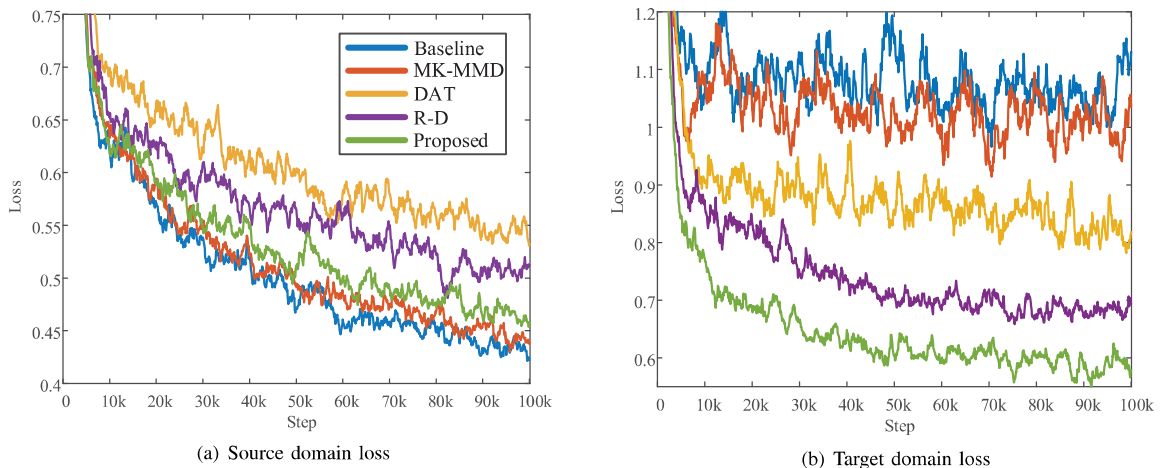 0.75
0.7
0.65
0.6
0.55
0.5
0.45
0.4
Loss
Baseline
MK-MMD
DAT
R-D
Proposed
0 10k 20k 30k 40k 50k 60k 70k 80k 90k 100k
Step
(a) Source domain loss
1.2
1.1
1
0.9
0.8
0.7
0.6
Loss
0 10k 20k 30k 40k 50k 60k 70k 80k 90k 100k
Step
(b) Target domain loss